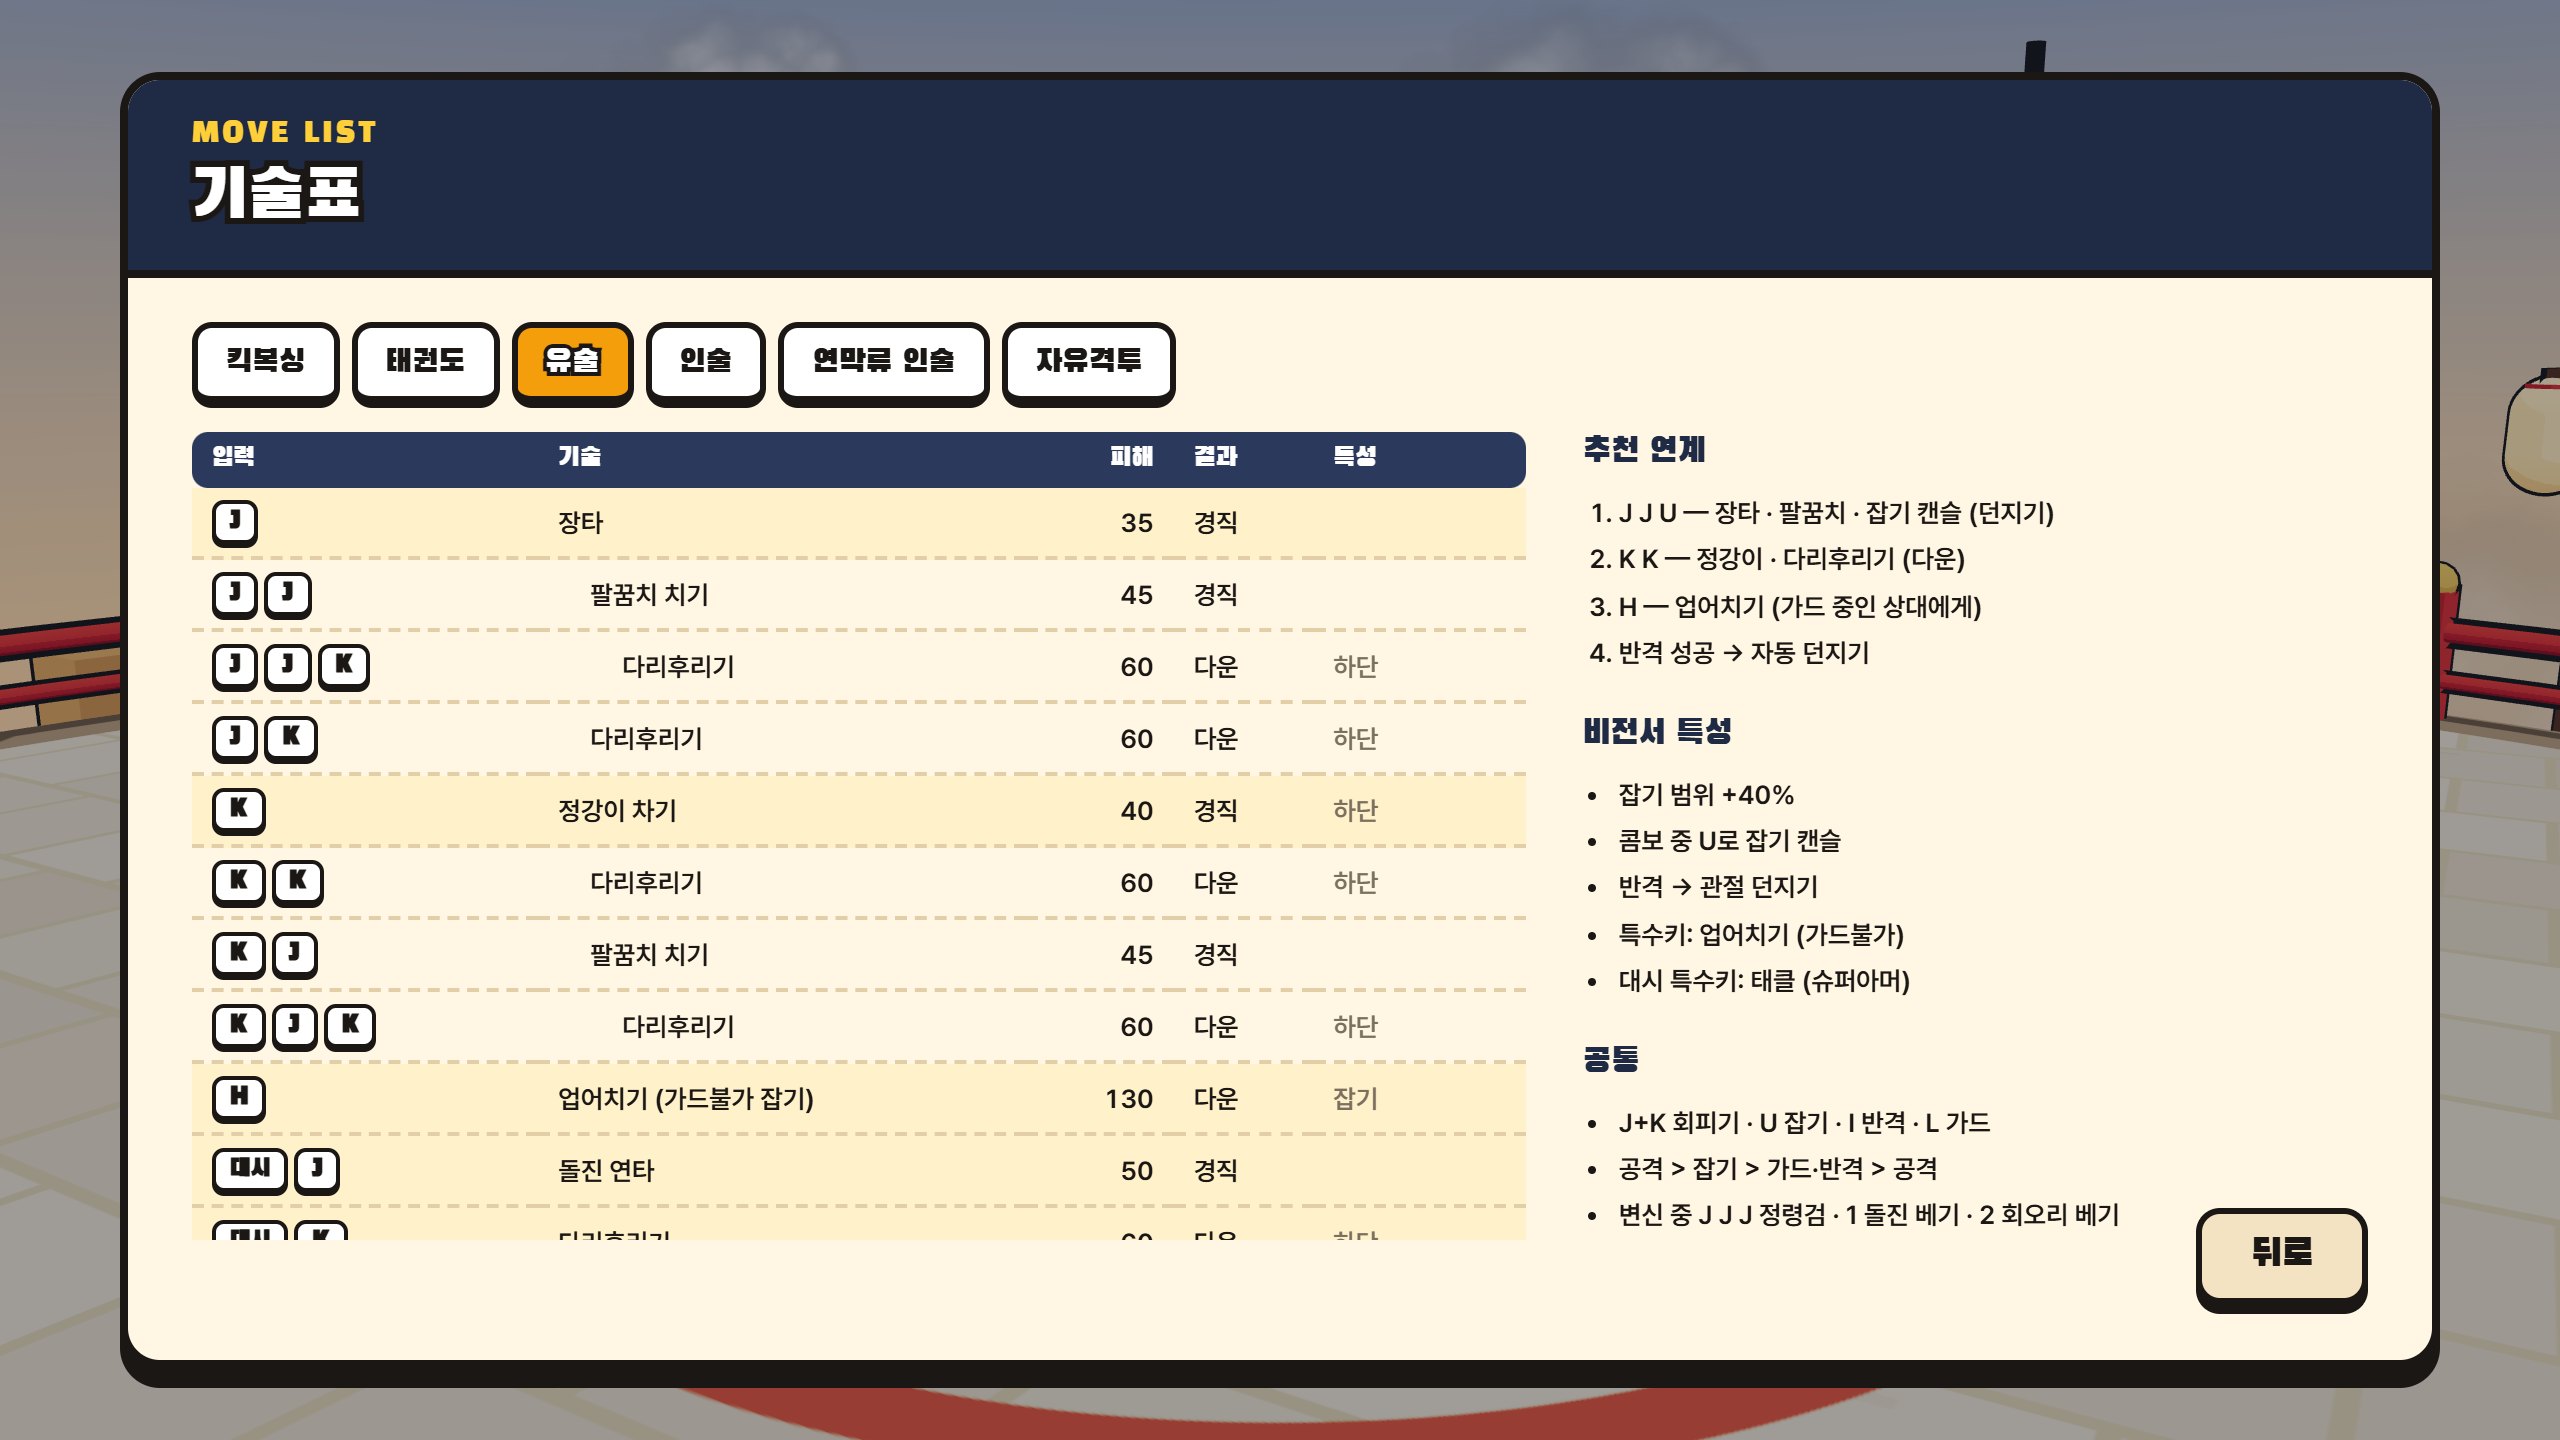 MOVE LIST
기술표
킥복싱 태권도 유술 인술 연막류 인술 자유격투
입력 기술 피해 결과 특성
J 장타 35 경직
J J 팔꿈치 치기 45 경직
J J K 다리후리기 60 다운 하단
J K 다리후리기 60 다운 하단
K 정강이 차기 40 경직 하단
K K 다리후리기 60 다운 하단
K J 팔꿈치 치기 45 경직
K J K 다리후리기 60 다운 하단
H 업어치기 (가드불가 잡기) 130 다운 잡기
대시 J 돌진 연타 50 경직
대시 K 다리후리기 60 다운 하단
추천 연계
1. J J U — 장타 · 팔꿈치 · 잡기 캔슬 (던지기)
2. K K — 정강이 · 다리후리기 (다운)
3. H — 업어치기 (가드 중인 상대에게)
4. 반격 성공 → 자동 던지기
비전서 특성
• 잡기 범위 +40%
• 콤보 중 U로 잡기 캔슬
• 반격 → 관절 던지기
• 특수키: 업어치기 (가드불가)
• 대시 특수키: 태클 (슈퍼아머)
공통
• J+K 회피기 · U 잡기 · I 반격 · L 가드
• 공격 > 잡기 > 가드·반격 > 공격
• 변신 중 J J J 정령검 · 1 돌진 베기 · 2 회오리 베기
뒤로